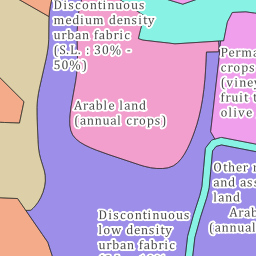 Discontinuous
medium density
urban fabric
(S.L. : 30% -
50%)
Perma
crops
(viney
fruit t
olive
Arable land
(annual crops)
Other r
and ass
land
Arab
(annual
Discontinuous
low density
urban fabric